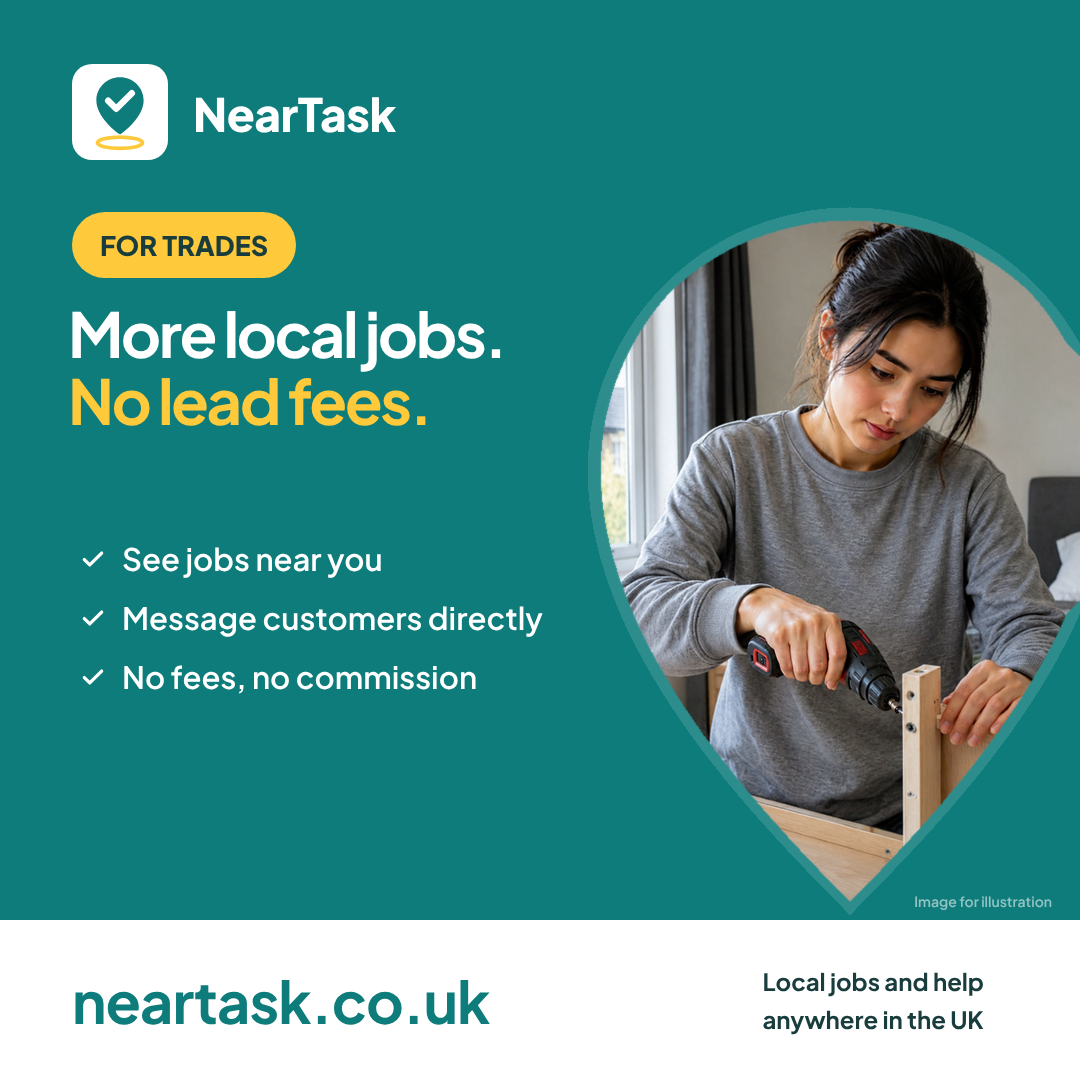 NearTask
FOR TRADES
More local jobs.
No lead fees.
See jobs near you
Message customers directly
No fees, no commission
Image for illustration
neartask.co.uk
Local jobs and help
anywhere in the UK